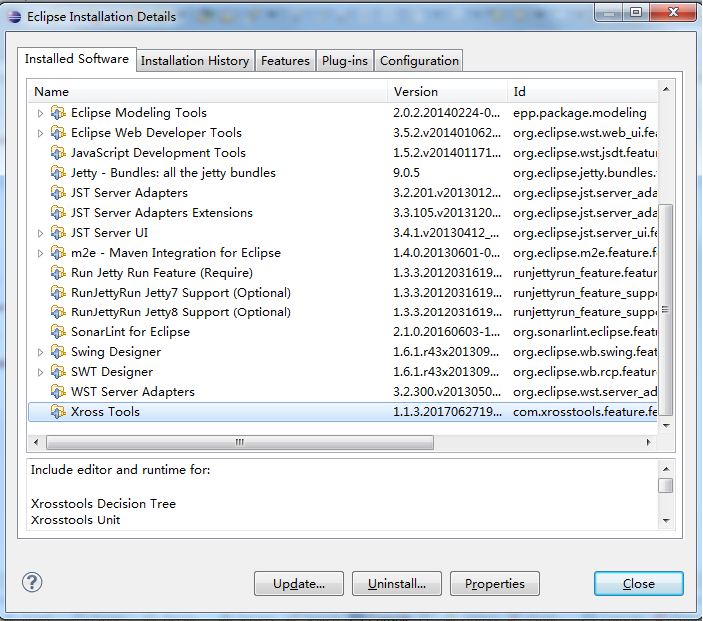 Eclipse Installation Details
Installed Software Installation History Features Plug-ins Configuration
Name Version Id
Eclipse Modeling Tools 2.0.2.20140224-0... epp.package.modeling
Eclipse Web Developer Tools 3.5.2.v201401062... org.eclipse.wst.web_ui.fea
JavaScript Development Tools 1.5.2.v201401171... org.eclipse.wst.jsdt.featur
Jetty - Bundles: all the jetty bundles 9.0.5 org.eclipse.jetty.bundles.
JST Server Adapters 3.2.201.v2013012... org.eclipse.jst.server_ada
JST Server Adapters Extensions 3.3.105.v2013120... org.eclipse.jst.server_ada
JST Server UI 3.4.1.v20130412_... org.eclipse.jst.server_ui.fe
m2e - Maven Integration for Eclipse 1.4.0.20130601-0... org.eclipse.m2e.feature.f
Run Jetty Run Feature (Require) 1.3.3.2012031619... runjettyrun_feature.featur
RunJettyRun Jetty7 Support (Optional) 1.3.3.2012031619... runjettyrun_feature_suppo
RunJettyRun Jetty8 Support (Optional) 1.3.3.2012031619... runjettyrun_feature_suppo
SonarLint for Eclipse 2.1.0.20160603-1... org.sonarlint.eclipse.featu
Swing Designer 1.6.1.r43x201309... org.eclipse.wb.swing.feat
SWT Designer 1.6.1.r43x201309... org.eclipse.wb.rcp.feature
WST Server Adapters 3.2.300.v2013050... org.eclipse.wst.server_ad
Xross Tools 1.1.3.2017062719... com.xrosstools.feature.fe
Include editor and runtime for:
Xrosstools Decision Tree
Xrosstools Unit
? Update... Uninstall... Properties Close